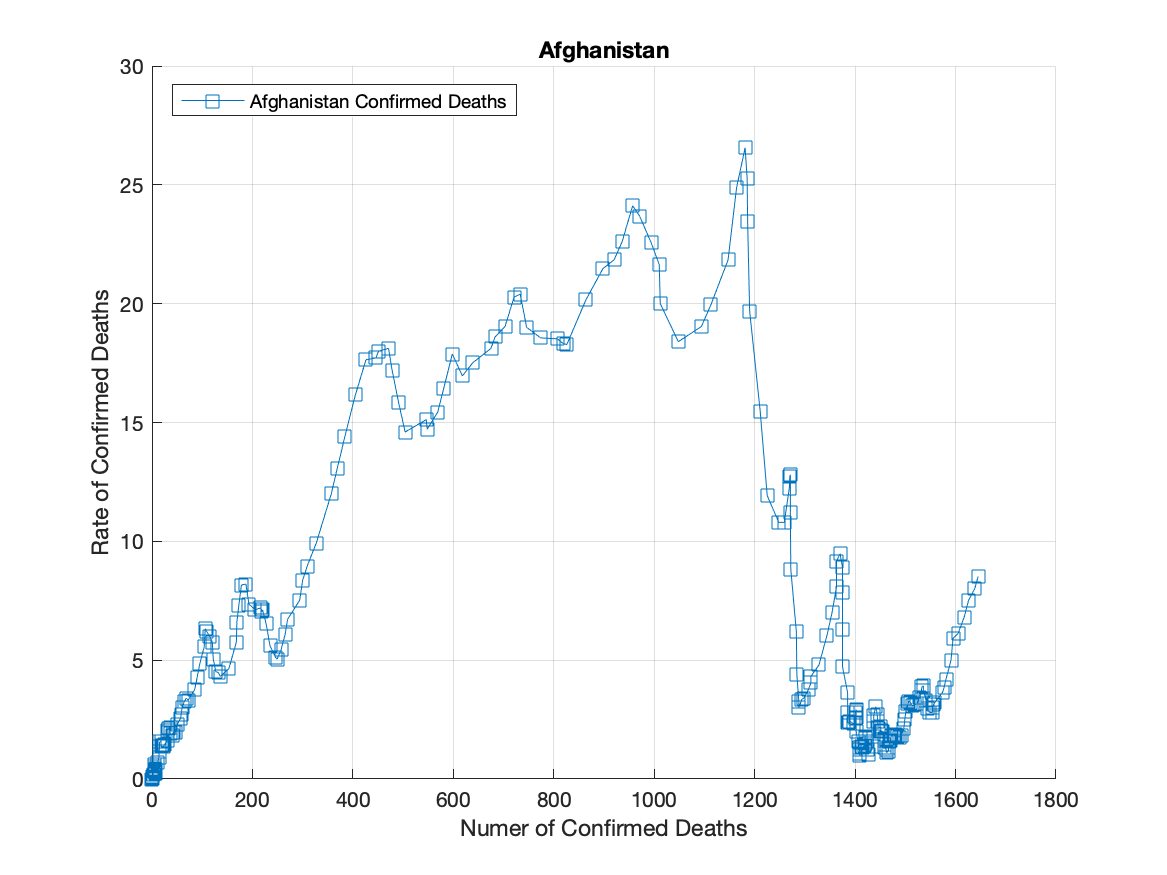 Afghanistan
Afghanistan Confirmed Deaths
30
25
20
15
10
5
0
Rate of Confirmed Deaths
0 200 400 600 800 1000 1200 1400 1600 1800
Numer of Confirmed Deaths